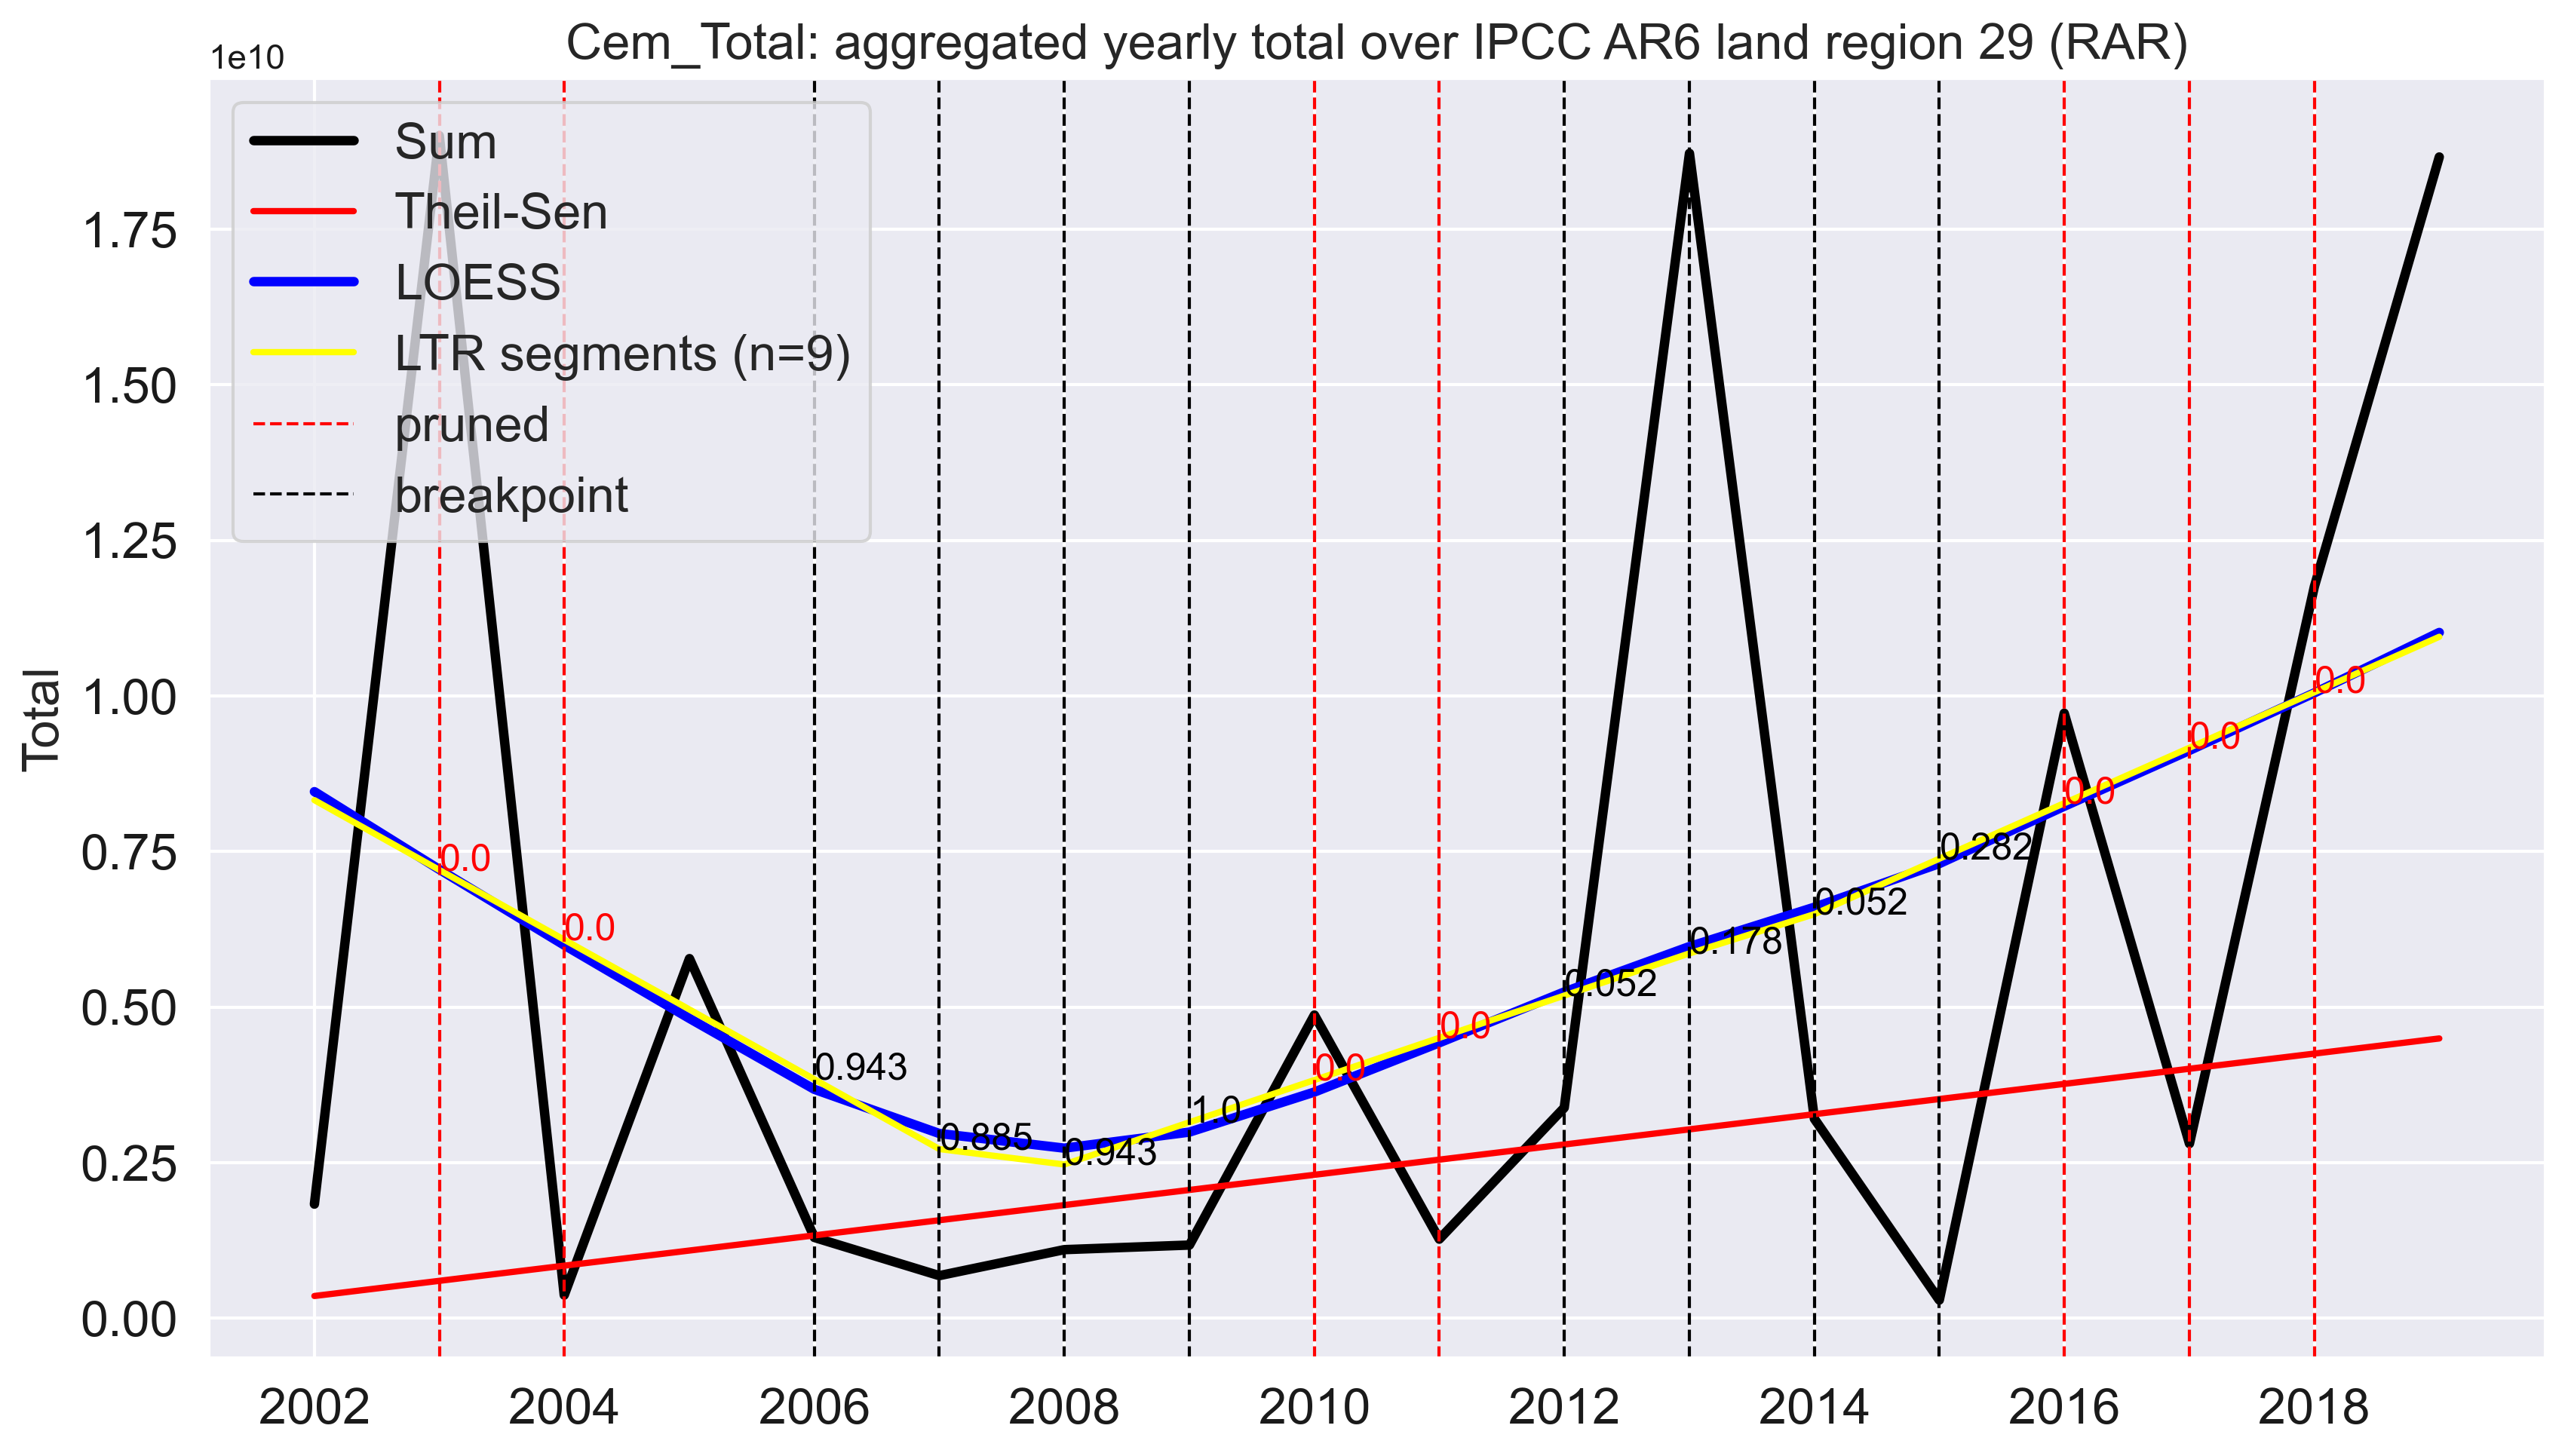 Cem_Total: aggregated yearly total over IPCC AR6 land region 29 (RAR)
1e10
Sum
Theil-Sen
LOESS
LTR segments (n=9)
pruned
breakpoint
1.75
1.50
1.25
1.00
0.75
0.50
0.25
0.00
Total
0.0
0.0
0.943
0.885
0.943
1.0
0.0
0.0
0.052
0.178
0.052
0.282
0.0
0.0
0.0
2002 2004 2006 2008 2010 2012 2014 2016 2018